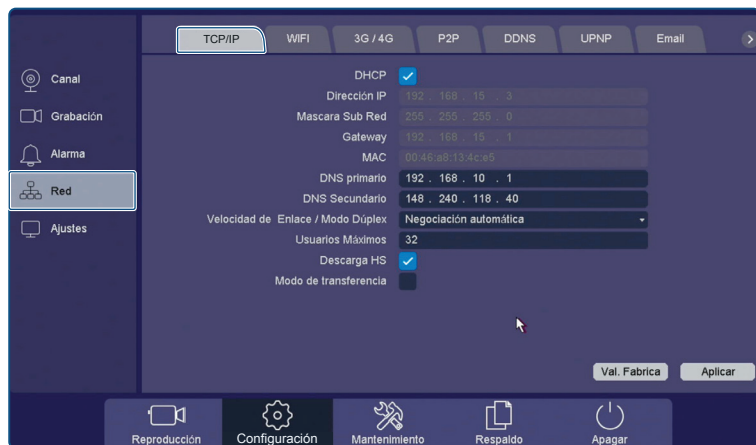 TCP/IP WIFI 3G / 4G P2P DDNS UPNP Email
Canal
Grabación
Alarma
Red
Ajustes
DHCP
Dirección IP 192 . 168 . 15 . 3
Mascara Sub Red 255 . 255 . 255 . 0
Gateway 192 . 168 . 15 . 1
MAC 00:46:a8:13:4c:e5
DNS primario 192 . 168 . 10 . 1
DNS Secundario 148 . 240 . 118 . 40
Velocidad de Enlace / Modo Dúplex Negociación automática
Usuarios Máximos 32
Descarga HS
Modo de transferencia
Val. Fabrica Aplicar
Reproducción Configuración Mantenimiento Respaldo Apagar